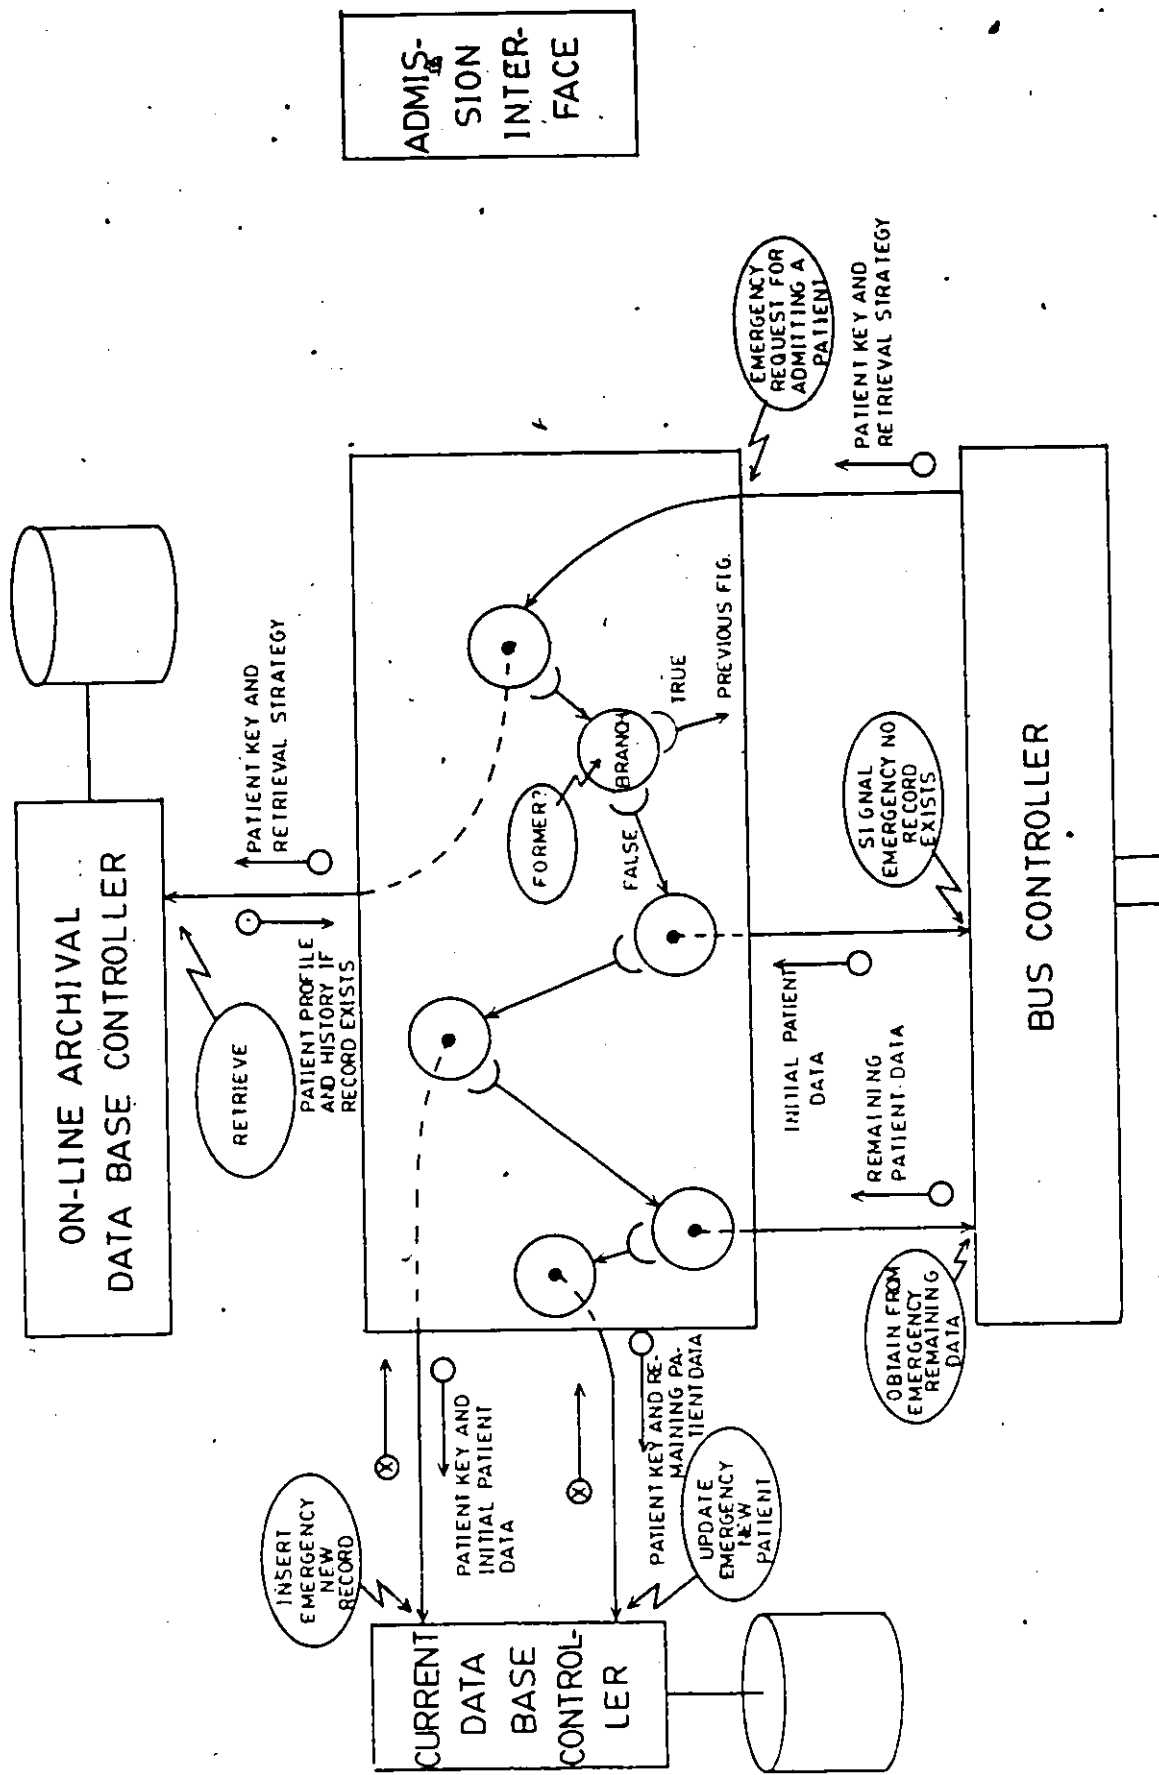 ON-LINE ARCHIVAL
DATA BASE CONTROLLER
RETRIEVE
PATIENT KEY AND
RETRIEVAL STRATEGY
PATIENT PROFILE
AND HISTORY IF
RECORD EXISTS
ADMIS-
SION
INTER-
FACE
INSERT
EMERGENCY
NEW
RECORD
PATIENT KEY AND
INITIAL PATIENT
DATA
CURRENT
DATA
BASE
CONTROL-
LER
PATIENT KEY AND RE-
MAINING PA-
TIENT DATA
UPDATE
EMERGENCY
NEW
PATIENT
FORMER?
BRANCH
FALSE
TRUE
PREVIOUS FIG.
EMERGENCY
REQUEST FOR
ADMITTING A
PATIENT
PATIENT KEY AND
RETRIEVAL STRATEGY
SIGNAL
EMERGENCY NO
RECORD
EXISTS
INITIAL PATIENT
DATA
REMAINING
PATIENT DATA
OBTAIN FROM
EMERGENCY
REMAINING
DATA
BUS CONTROLLER